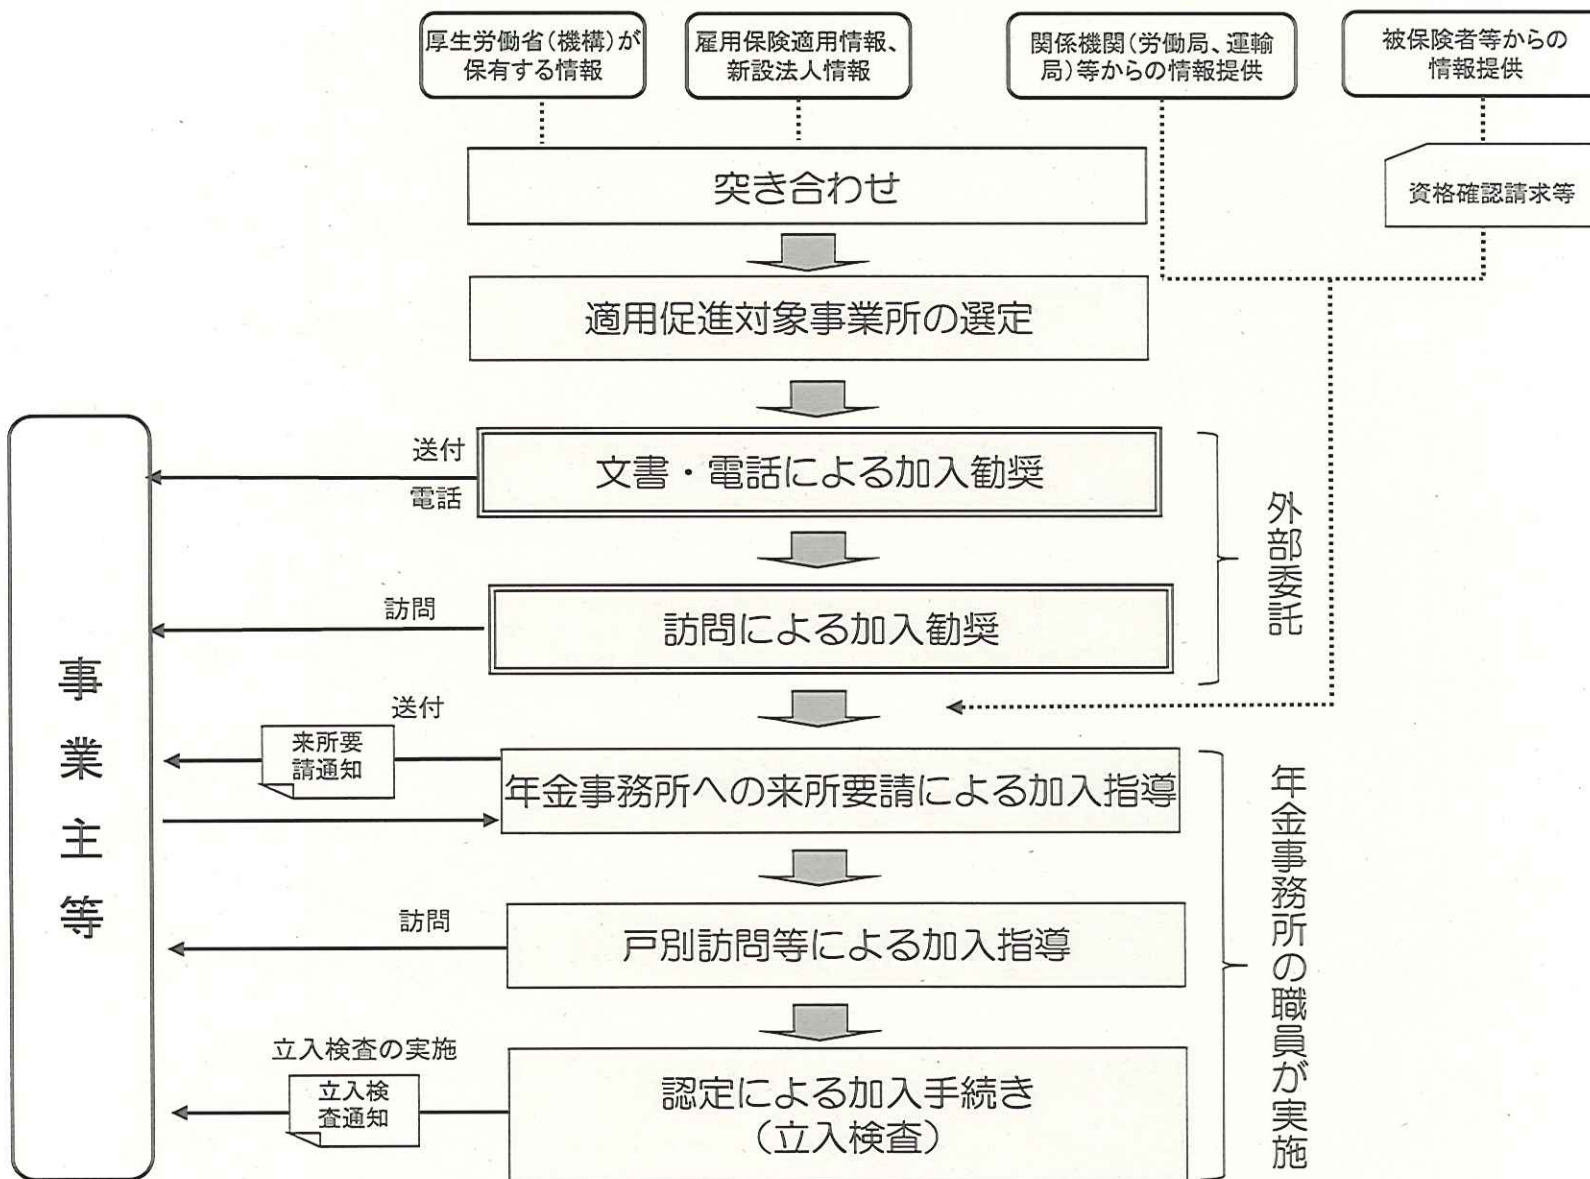 厚生労働省(機構)が
保有する情報
雇用保険適用情報、
新設法人情報
関係機関(労働局、運輸
局)等からの情報提供
被保険者等からの
情報提供
突き合わせ
資格確認請求等
適用促進対象事業所の選定
送付
電話
文書・電話による加入勧奨
外部委託
訪問
訪問による加入勧奨
事業主等
送付
来所要
請通知
年金事務所への来所要請による加入指導
年金事務所の職員が実施
訪問
戸別訪問等による加入指導
立入検査の実施
立入検
査通知
認定による加入手続き
(立入検査)